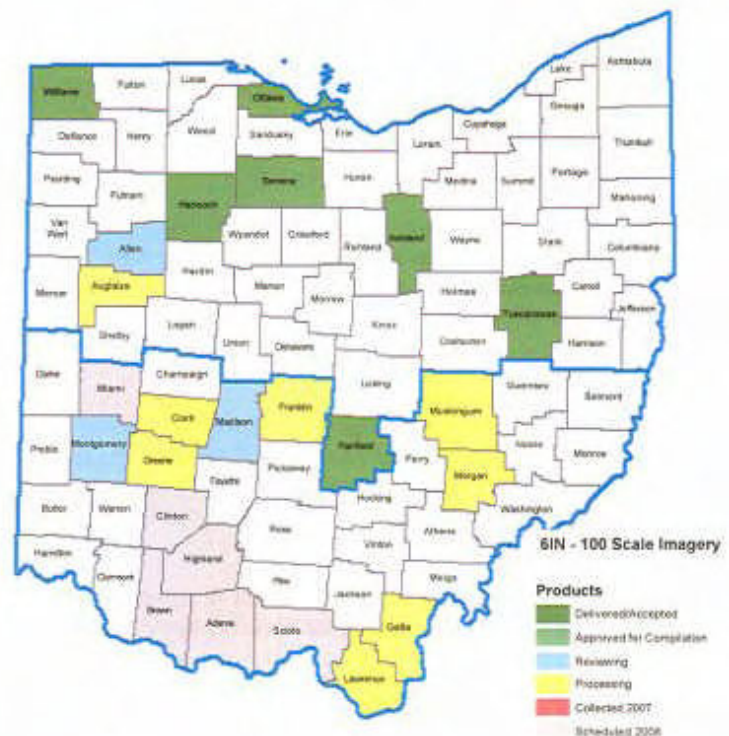 Lake
Ashtabula
Williams
Fulton
Lucas
Ottawa
Geauga
Cuyahoga
Defiance
Henry
Wood
Sandusky
Erie
Lorain
Trumbull
Paulding
Putnam
Hancock
Seneca
Huron
Medina
Summit
Portage
Mahoning
Van
Wert
Allen
Wyandot
Crawford
Richland
Ashland
Wayne
Stark
Columbiana
Mercer
Auglaize
Hardin
Marion
Morrow
Holmes
Tuscarawas
Carroll
Jefferson
Shelby
Logan
Union
Delaware
Knox
Coshocton
Harrison
Darke
Miami
Champaign
Licking
Guernsey
Belmont
Clark
Madison
Franklin
Muskingum
Preble
Montgomery
Greene
Fairfield
Perry
Noble
Monroe
Fayette
Pickaway
Morgan
Butler
Warren
Clinton
Hocking
Washington
Ross
Athens
Hamilton
Highland
Vinton
Clermont
Pike
Jackson
Meigs
Brown
Adams
Scioto
Gallia
Lawrence
6IN - 100 Scale Imagery
Products
Delivered/Accepted
Approved for Compilation
Reviewing
Processing
Collected 2007
Scheduled 2008